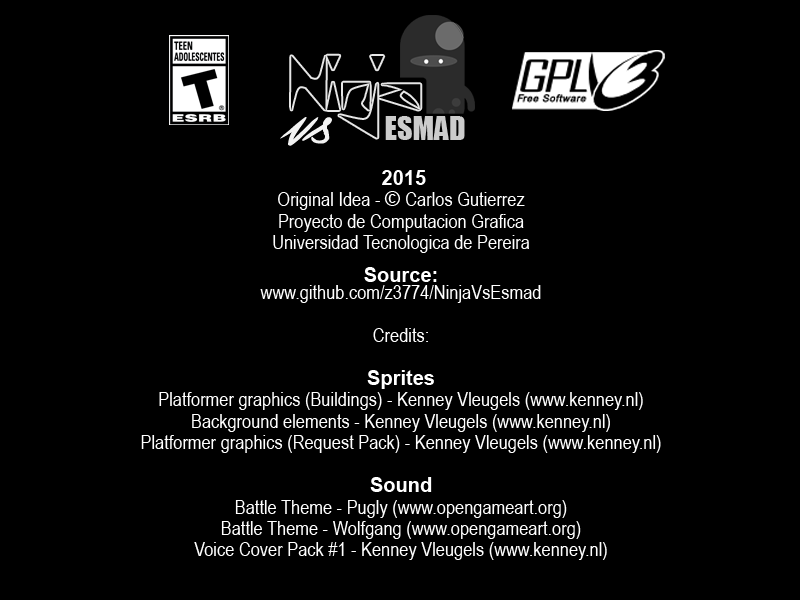 TEEN
ADOLESCENTES
T
®
ESRB
Ninja
VS
ESMAD
GPLV3
Free Software
2015
Original Idea - © Carlos Gutierrez
Proyecto de Computacion Grafica
Universidad Tecnologica de Pereira
Source:
www.github.com/z3774/NinjaVsEsmad
Credits:
Sprites
Platformer graphics (Buildings) - Kenney Vleugels (www.kenney.nl)
Background elements - Kenney Vleugels (www.kenney.nl)
Platformer graphics (Request Pack) - Kenney Vleugels (www.kenney.nl)
Sound
Battle Theme - Pugly (www.opengameart.org)
Battle Theme - Wolfgang (www.opengameart.org)
Voice Cover Pack #1 - Kenney Vleugels (www.kenney.nl)